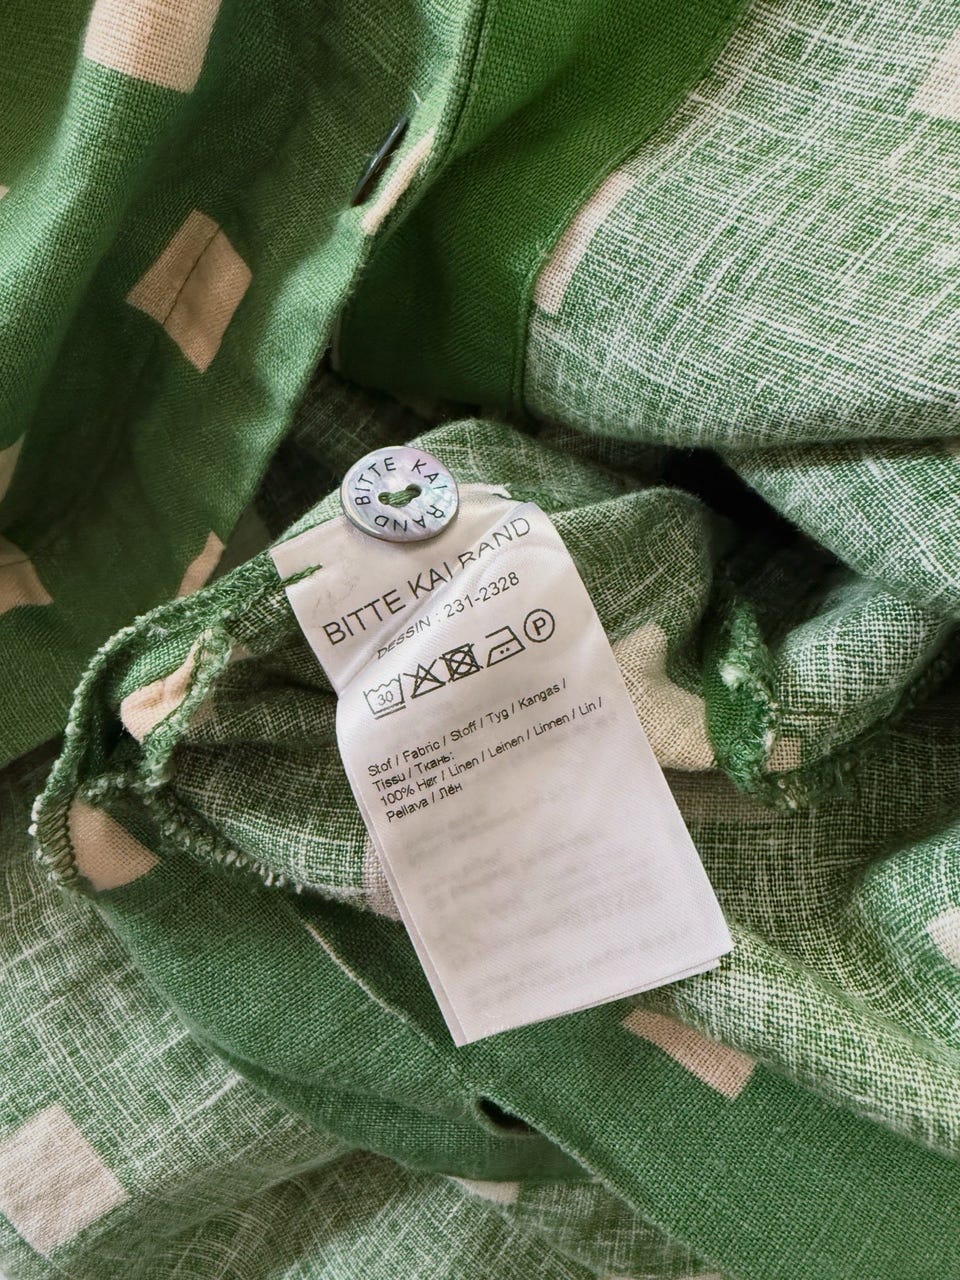 BITTE KAI RAND
BITTE KAI RAND
DESSIN : 231-2328
30
P
Stof / Fabric / Stoff / Tyg / Kangas /
Tissu / Ткань:
100% Hør / Linen / Leinen / Linnen / Lin /
Pellava / Лён